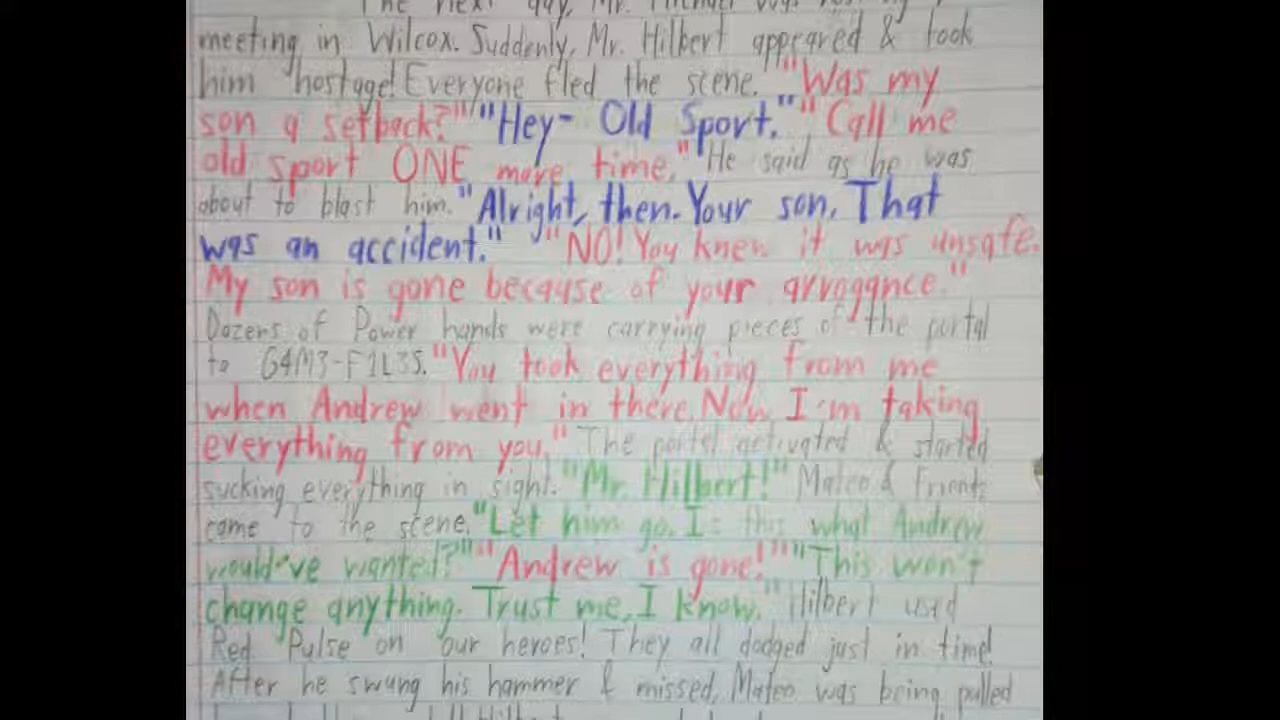 The next day, Mr.
meeting in Wilcox. Suddenly, Mr. Hilbert appeared & took
him hostage! Everyone fled the scene. "Was my
son a setback?" "Hey- Old Sport." "Call me
old sport ONE more time," He said as he was
about to blast him. "Alright, then. Your son. That
was an accident." "NO! You knew it was unsafe.
My son is gone because of your arrogance."
Dozens of Power hands were carrying pieces of the portal
to G4M3-F1L35. "You took everything from me
when Andrew went in there. Now I'm taking
everything from you." The portal activated & started
sucking everything in sight. "Mr. Hilbert!" Mateo & friends
came to the scene. "Let him go. Is this what Andrew
would've wanted?" "Andrew is gone!" "This won't
change anything. Trust me, I know." Hilbert used
Red Pulse on our heroes! They all dodged just in time!
After he swung his hammer & missed, Mateo was being pulled